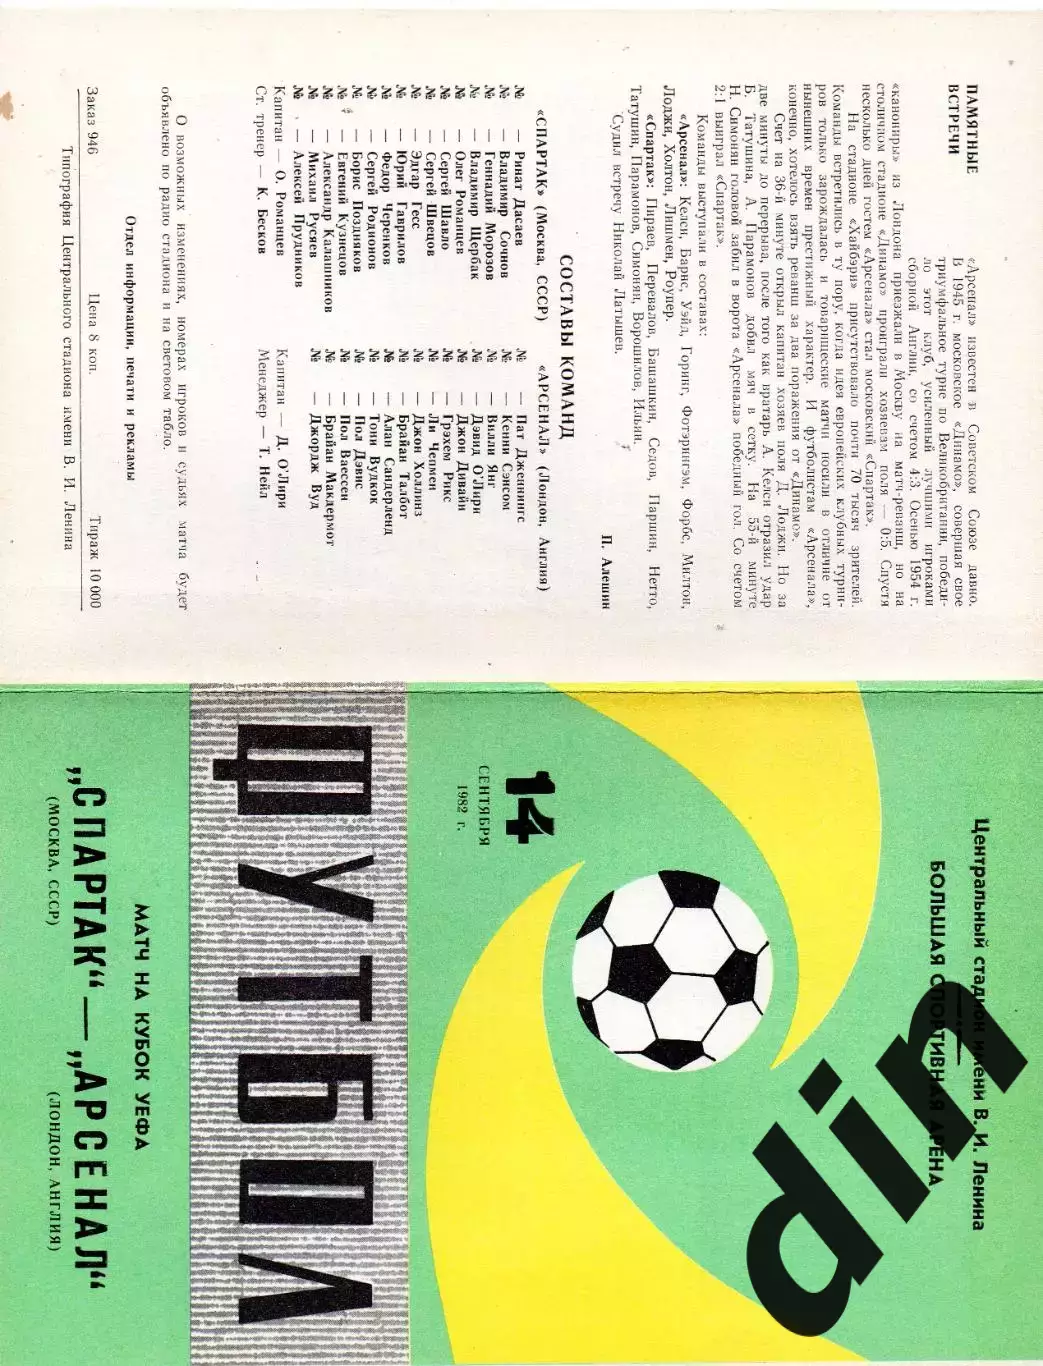 ПАМЯТНЫЕ
ВСТРЕЧИ
«Арсенал» известен в Советском Союзе давно.
В 1945 г. московское «Динамо», совершая свое
триумфальное турне по Великобритании, победи-
ло этот клуб, усиленный лучшими игроками
сборной Англии, со счетом 4:3. Осенью 1954 г.
«канониры» из Лондона приезжали в Москву на матч-реванш, но на
столичном стадионе «Динамо» проиграли хозяевам поля — 0:5. Спустя
несколько дней гостем «Арсенала» стал московский «Спартак».
На стадионе «Хайбэри» присутствовало почти 70 тысяч зрителей.
Команды встретились в ту пору, когда идея европейских клубных турни-
ров только зарождалась и товарищеские матчи носили в отличие от
нынешних времен престижный характер. И футболистам «Арсенала»,
конечно, хотелось взять реванш за два поражения от «Динамо».
Счет на 36-й минуте открыл капитан хозяев поля Д. Лоджи. Но за
две минуты до перерыва, после того как вратарь А. Келси отразил удар
Б. Татушина, А. Парамонов добил мяч в сетку. На 55-й минуте
Н. Симонян головой забил в ворота «Арсенала» победный гол. Со счетом
2:1 выиграл «Спартак».
Команды выступали в составах:
«Арсенал»: Келси, Барнс, Уэйд, Горинг, Фотэрингэм, Форбс, Милтон,
Лоджи, Холтон, Лишмен, Роупер.
«Спартак»: Пираев, Перевалов, Башашкин, Седов, Паршин, Нетто,
Татушин, Парамонов, Симонян, Ворошилов, Ильин.
Судил встречу Николай Латышев.
П. Алешин
СОСТАВЫ КОМАНД
«СПАРТАК» (Москва, СССР) «АРСЕНАЛ» (Лондон, Англия)
№ — Ринат Дасаев № — Пат Дженнингс
№ — Владимир Сочнов № — Кенни Сэнсом
№ — Геннадий Морозов № — Вилли Янг
№ — Владимир Щербак № — Дэвид О'Лири
№ — Олег Романцев № — Джон Дивайн
№ — Сергей Шавло № — Грэхем Рикс
№ — Сергей Швецов № — Ли Чепмен
№ — Эдгар Гесс № — Джон Холлинз
№ — Юрий Гаврилов № — Брайан Талбот
№ — Федор Черенков № — Алан Сандерленд
№ — Сергей Родионов № — Тони Вудкок
№ — Борис Поздняков № — Пол Дэвис
№ — Евгений Кузнецов № — Пол Ваессен
№ — Александр Калашников № — Брайан Макдермот
№ — Михаил Русяев № — Джордж Вуд
№ — Алексей Прудников
Капитан — О. Романцев Капитан — Д. О'Лири
Ст. тренер — К. Бесков Менеджер — Т. Нейл
О возможных изменениях, номерах игроков и судьях матча будет
объявлено по радио стадиона и на световом табло.
Отдел информации, печати и рекламы
Заказ 946 Цена 8 коп. Тираж 10 000
Типография Центрального стадиона имени В. И. Ленина
Центральный стадион имени В. И. Ленина
БОЛЬШАЯ СПОРТИВНАЯ АРЕНА
14
СЕНТЯБРЯ
1982 г.
ФУТБОЛ
МАТЧ НА КУБОК УЕФА
„СПАРТАК“ — „АРСЕНАЛ“
(МОСКВА, СССР) (ЛОНДОН, АНГЛИЯ)
din